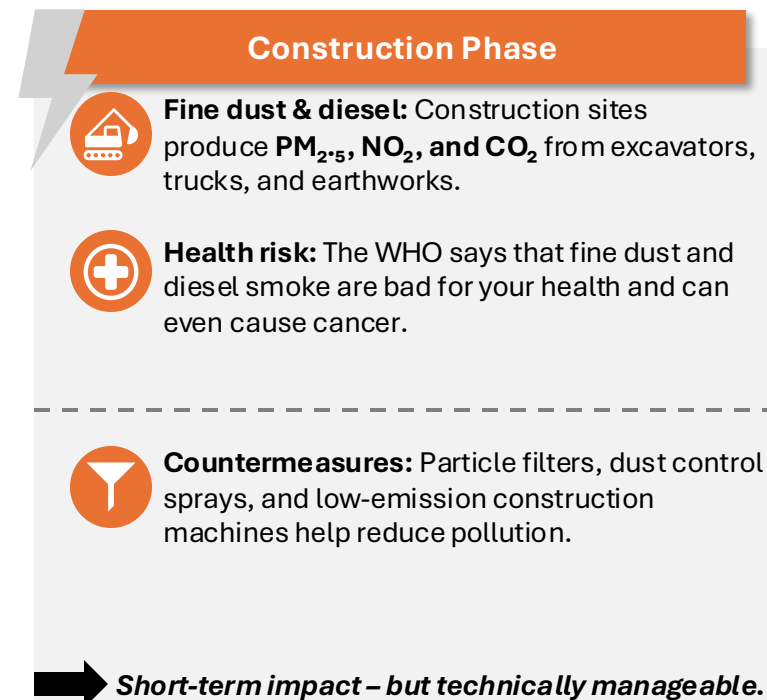 Construction Phase
Fine dust & diesel: Construction sites
produce PM₂.₅, NO₂, and CO₂ from excavators,
trucks, and earthworks.
Health risk: The WHO says that fine dust and
diesel smoke are bad for your health and can
even cause cancer.
Countermeasures: Particle filters, dust control
sprays, and low-emission construction
machines help reduce pollution.
Short-term impact – but technically manageable.